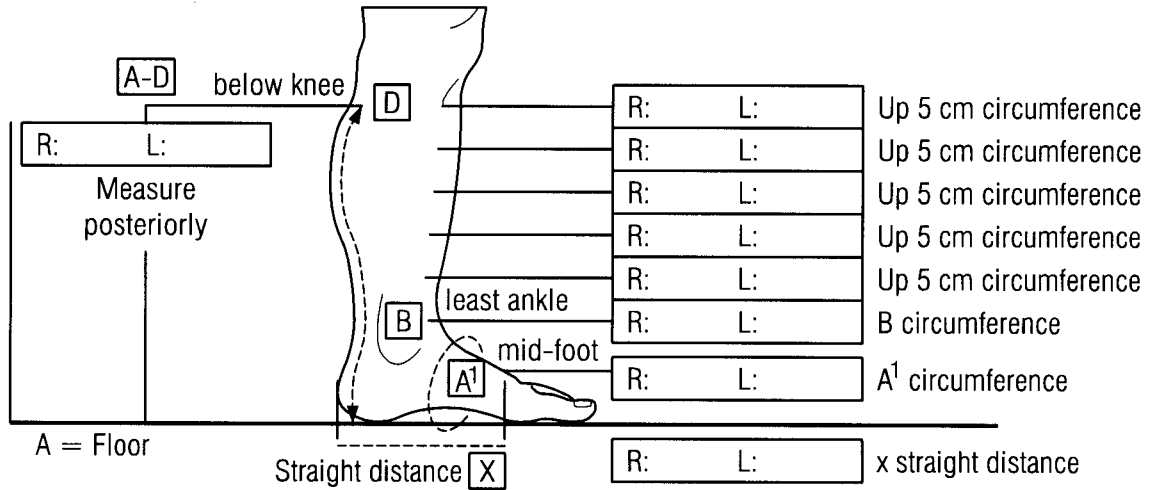 A-D
below knee
D
R: L: Up 5 cm circumference
R: L:
R: L: Up 5 cm circumference
Measure
posteriorly
R: L: Up 5 cm circumference
R: L: Up 5 cm circumference
R: L: Up 5 cm circumference
least ankle
B
R: L: B circumference
mid-foot
A¹
R: L: A¹ circumference
A = Floor
Straight distance X
R: L: x straight distance